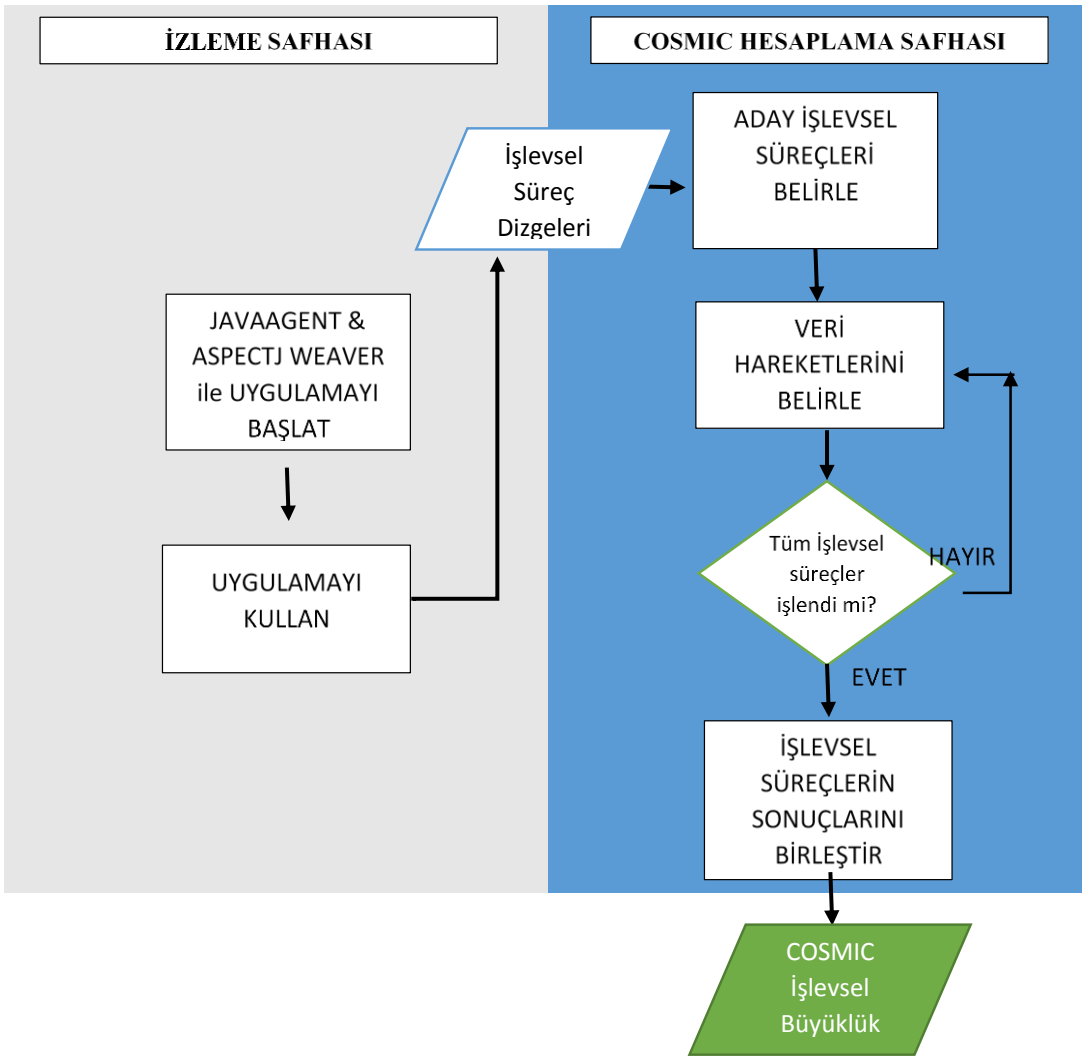 İZLEME SAFHASI
COSMIC HESAPLAMA SAFHASI
JAVAAGENT &
ASPECTJ WEAVER
ile UYGULAMAYI
BAŞLAT
UYGULAMAYI
KULLAN
İşlevsel
Süreç
Dizgeleri
ADAY İŞLEVSEL
SÜREÇLERİ
BELİRLE
VERİ
HAREKETLERİNİ
BELİRLE
Tüm İşlevsel
süreçler
işlendi mi?
HAYIR
EVET
İŞLEVSEL
SÜREÇLERİN
SONUÇLARINI
BİRLEŞTİR
COSMIC
İşlevsel
Büyüklük